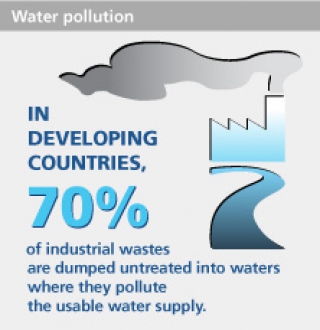 Water pollution
IN
DEVELOPING
COUNTRIES,
70%
of industrial wastes
are dumped untreated into waters
where they pollute
the usable water supply.